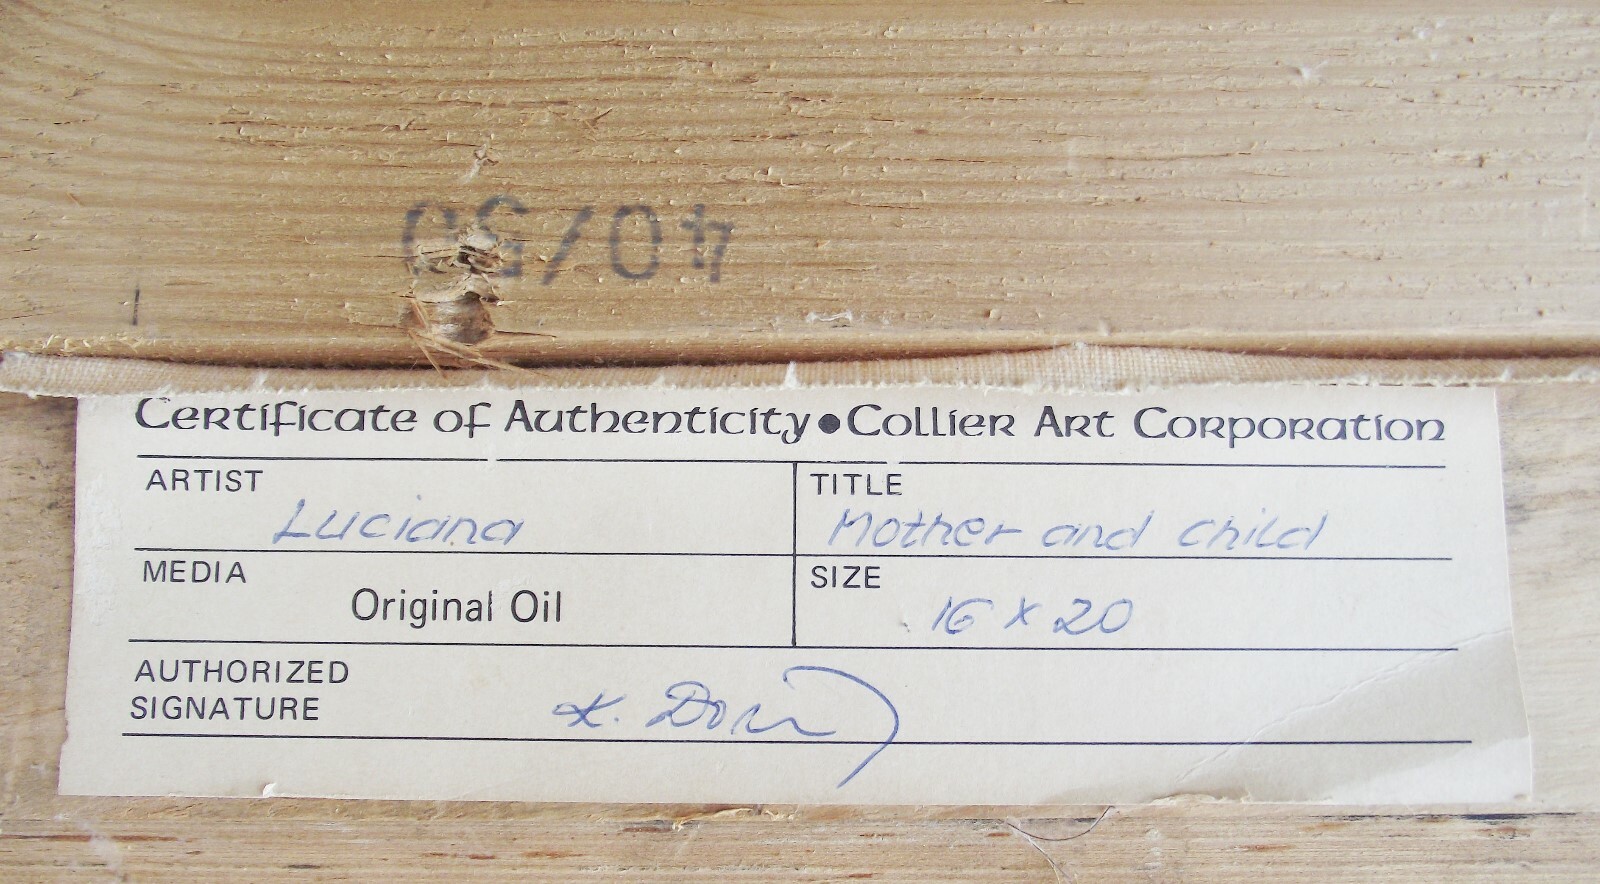 40/50
Certificate of Authenticity • Collier Art Corporation
ARTIST
Luciana
TITLE
Mother and child
MEDIA
Original Oil
SIZE
16 x 20
AUTHORIZED
SIGNATURE